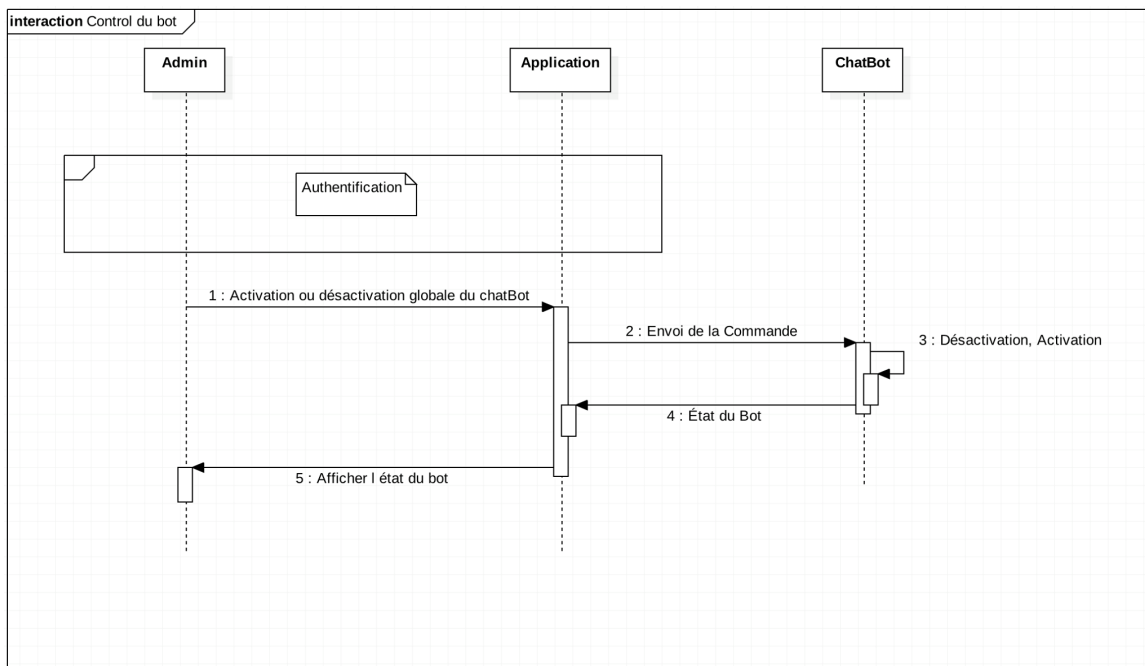 interaction Control du bot
Admin
Application
ChatBot
Authentification
1 : Activation ou désactivation globale du chatBot
2 : Envoi de la Commande
3 : Désactivation, Activation
4 : État du Bot
5 : Afficher l état du bot